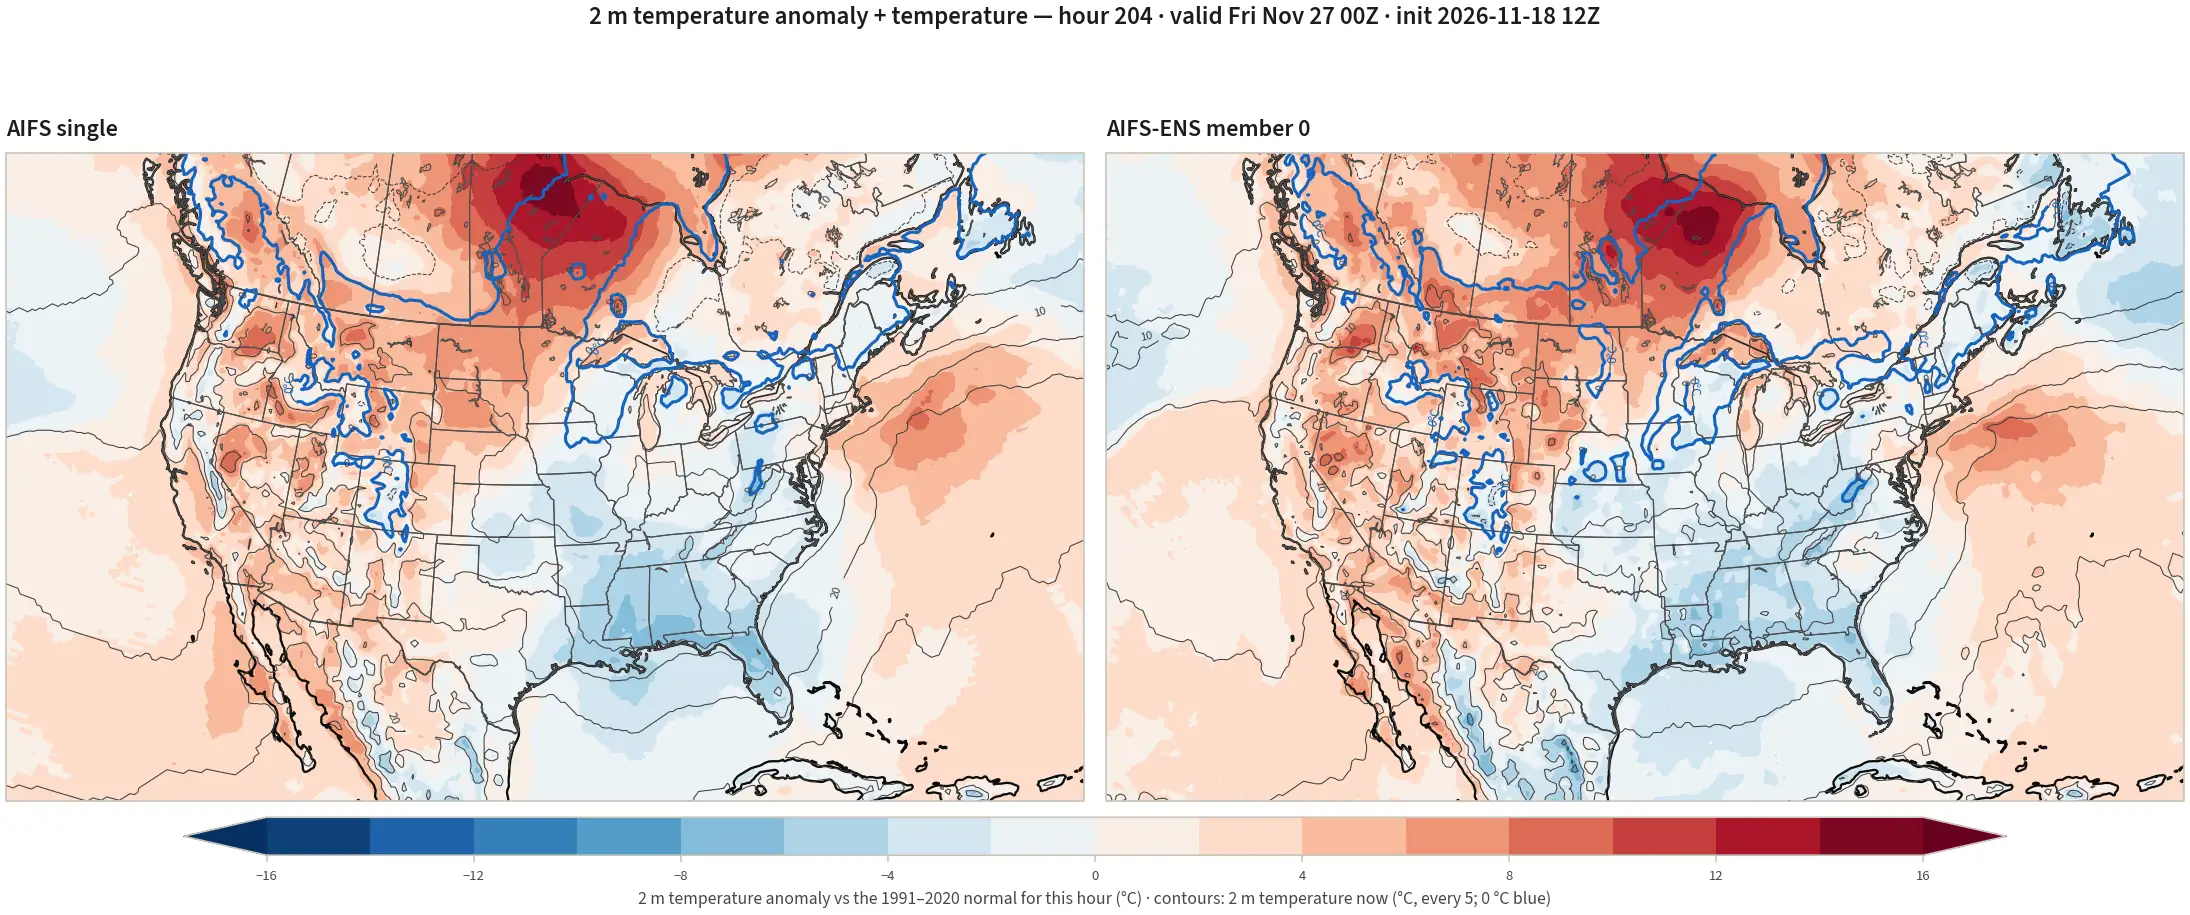 2 m temperature anomaly + temperature — hour 204 · valid Fri Nov 27 00Z · init 2026-11-18 12Z
AIFS single
AIFS-ENS member 0
10
20
10
−16 −12 −8 −4 0 4 8 12 16
2 m temperature anomaly vs the 1991–2020 normal for this hour (°C) · contours: 2 m temperature now (°C, every 5; 0 °C blue)